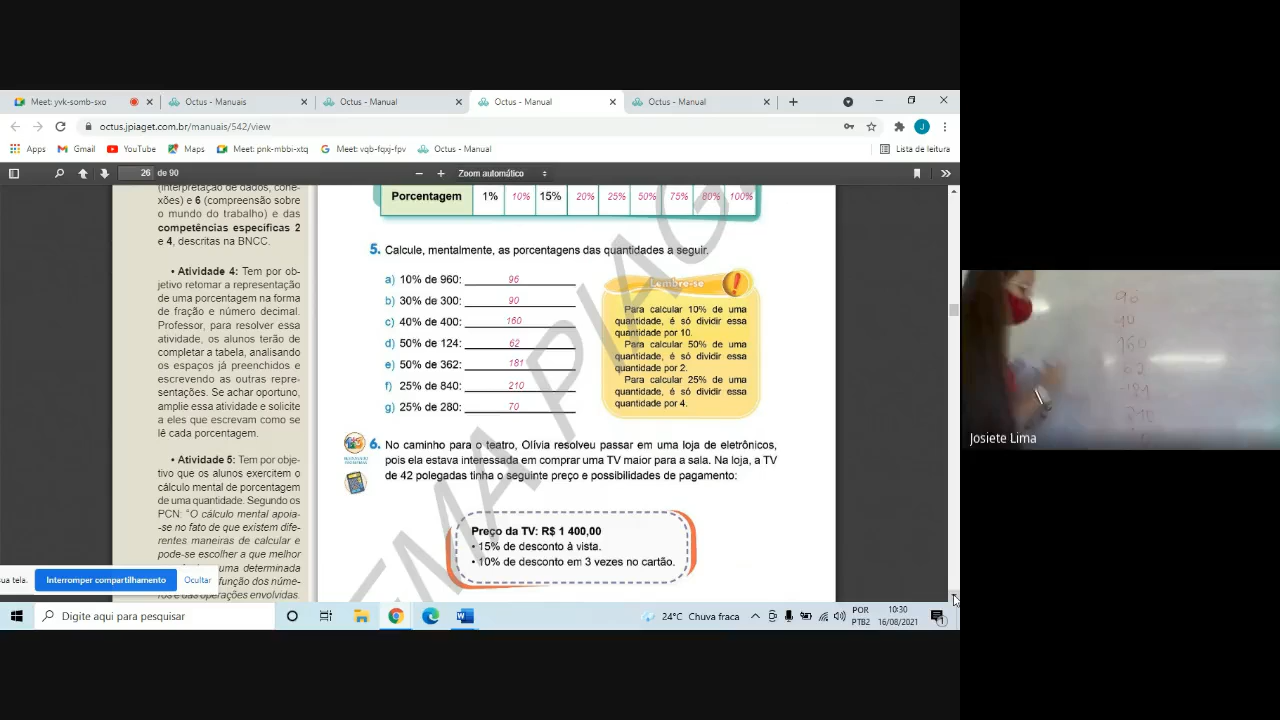 Meet: yvk-somb-sxo
Octus - Manuais
Octus - Manual
Octus - Manual
Octus - Manual
octus.jpiaget.com.br/manuais/542/view
Apps
Gmail
YouTube
Maps
Meet: pnk-mbbi-xtq
Meet: vqb-fqxj-fpv
Octus - Manual
Lista de leitura
26 de 90
Zoom automático
(interpretação de dados, cone-
xões) e 6 (compreensão sobre
o mundo do trabalho) e das
competências específicas 2
e 4, descritas na BNCC.
• Atividade 4: Tem por ob-
jetivo retomar a representação
de uma porcentagem na forma
de fração e número decimal.
Professor, para resolver essa
atividade, os alunos terão de
completar a tabela, analisando
os espaços já preenchidos e
escrevendo as outras repre-
sentações. Se achar oportuno,
amplie essa atividade e solicite
a eles que escrevam como se
lê cada porcentagem.
• Atividade 5: Tem por obje-
tivo que os alunos exercitem o
cálculo mental de porcentagem
de uma quantidade. Segundo os
PCN: "O cálculo mental apoia-
-se no fato de que existem dife-
rentes maneiras de calcular e
pode-se escolher a que melhor
uma determinada
função dos núme-
ros e das operações envolvidas.
Porcentagem 1% 10% 15% 20% 25% 50% 75% 80% 100%
5. Calcule, mentalmente, as porcentagens das quantidades a seguir.
a) 10% de 960: 96
b) 30% de 300: 90
c) 40% de 400: 160
d) 50% de 124: 62
e) 50% de 362: 181
f) 25% de 840: 210
g) 25% de 280: 70
Lembre-se
Para calcular 10% de uma
quantidade, é só dividir essa
quantidade por 10.
Para calcular 50% de uma
quantidade, é só dividir essa
quantidade por 2.
Para calcular 25% de uma
quantidade, é só dividir essa
quantidade por 4.
6. No caminho para o teatro, Olívia resolveu passar em uma loja de eletrônicos,
pois ela estava interessada em comprar uma TV maior para a sala. Na loja, a TV
de 42 polegadas tinha o seguinte preço e possibilidades de pagamento:
Preço da TV: R$ 1 400,00
• 15% de desconto à vista.
• 10% de desconto em 3 vezes no cartão.
EMA PIAG
sua tela.
Interromper compartilhamento
Ocultar
Digite aqui para pesquisar
24°C Chuva fraca
POR
PTB2
10:30
16/08/2021
160
62
181
210
Josiete Lima